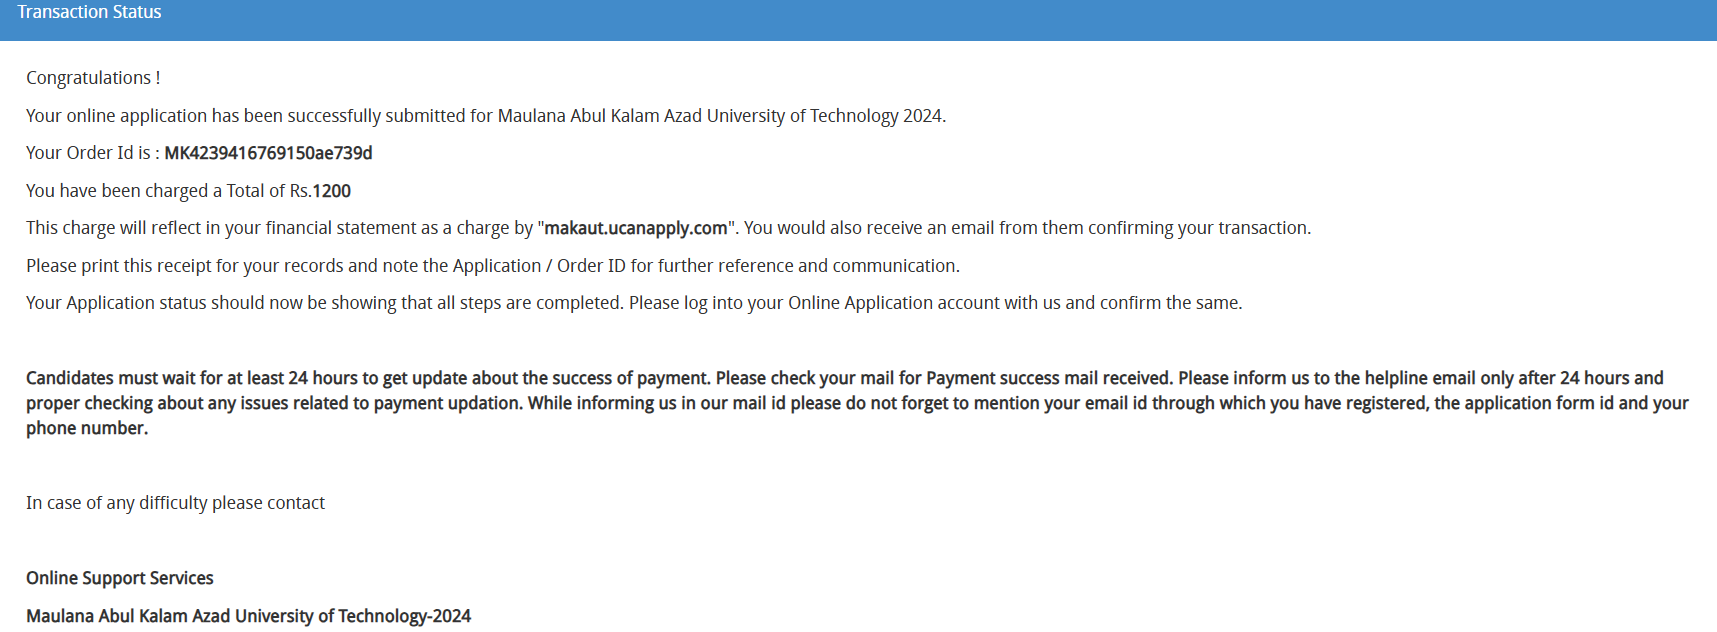 Transaction Status
Congratulations !
Your online application has been successfully submitted for Maulana Abul Kalam Azad University of Technology 2024.
Your Order Id is : MK4239416769150ae739d
You have been charged a Total of Rs.1200
This charge will reflect in your financial statement as a charge by "makaut.ucanapply.com". You would also receive an email from them confirming your transaction.
Please print this receipt for your records and note the Application / Order ID for further reference and communication.
Your Application status should now be showing that all steps are completed. Please log into your Online Application account with us and confirm the same.
Candidates must wait for at least 24 hours to get update about the success of payment. Please check your mail for Payment success mail received. Please inform us to the helpline email only after 24 hours and
proper checking about any issues related to payment updation. While informing us in our mail id please do not forget to mention your email id through which you have registered, the application form id and your
phone number.
In case of any difficulty please contact
Online Support Services
Maulana Abul Kalam Azad University of Technology-2024